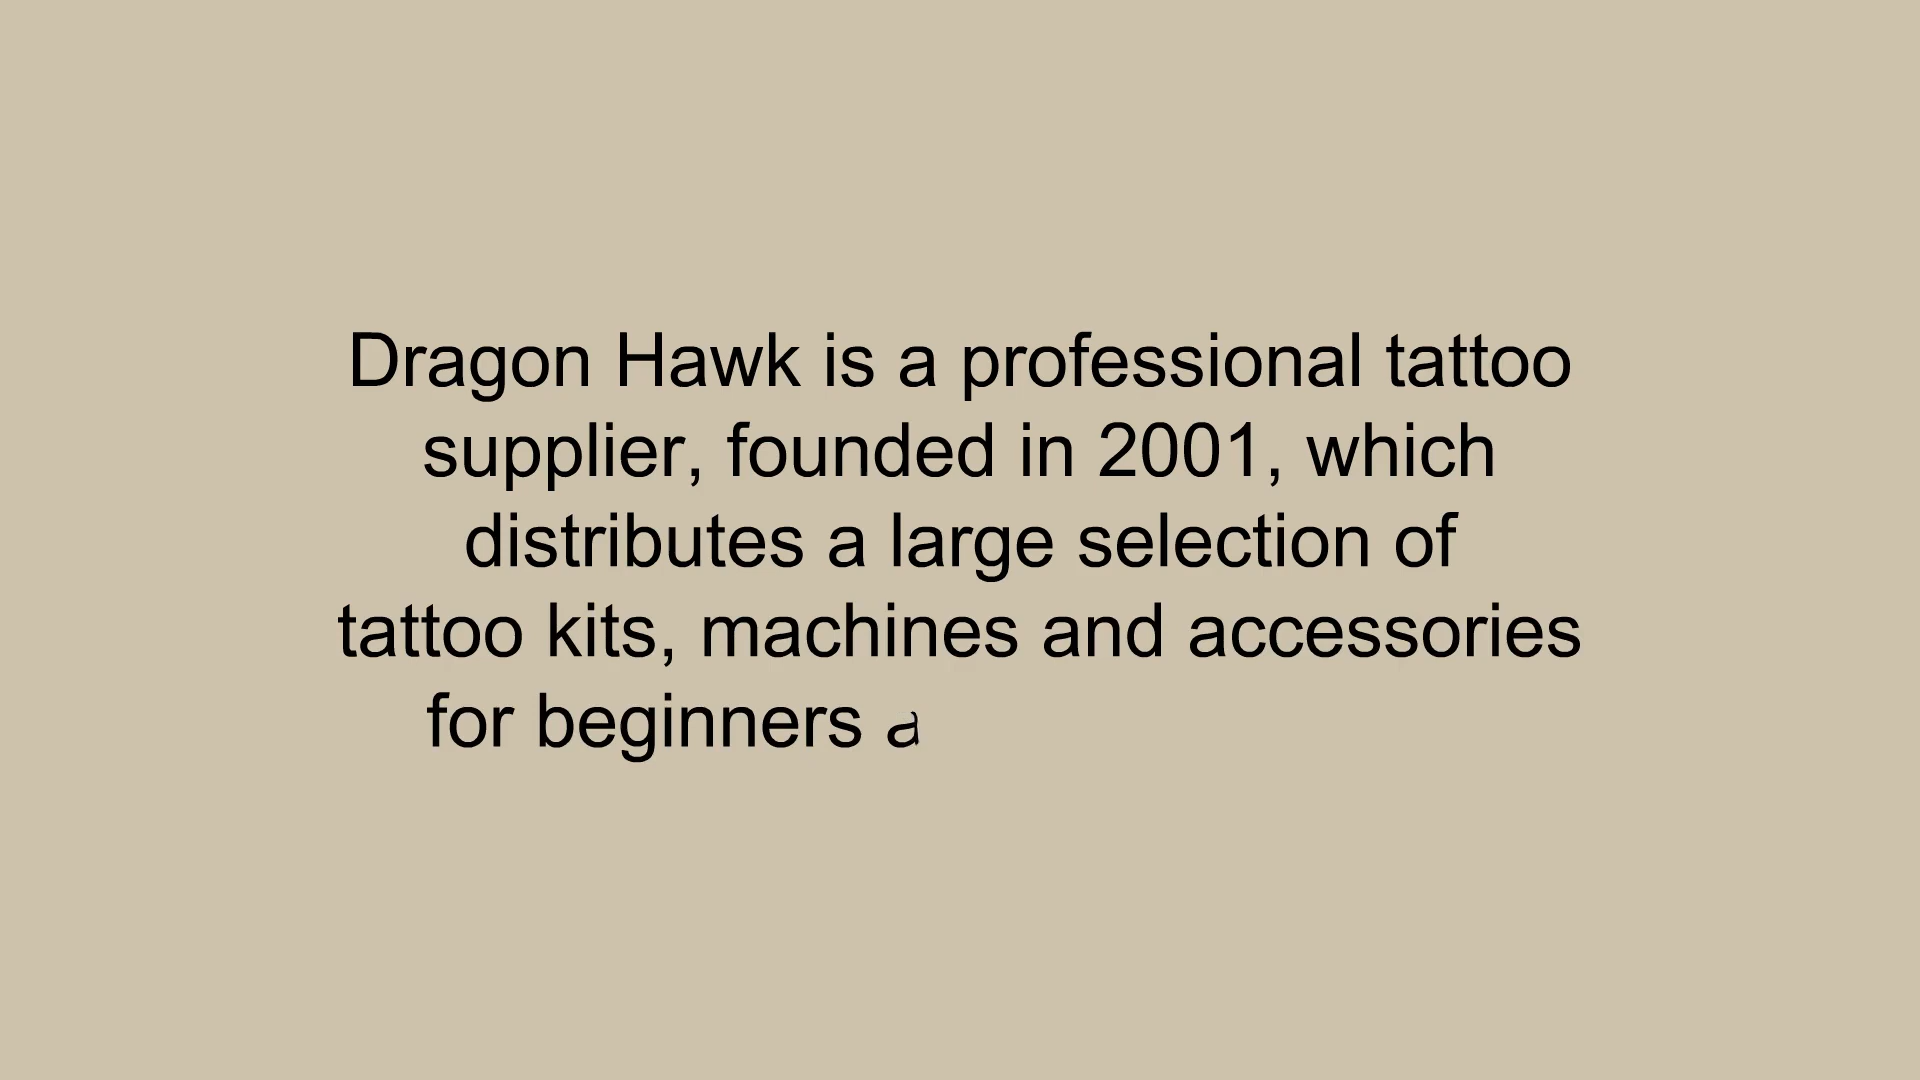 Dragon Hawk is a professional tattoo
supplier, founded in 2001, which
distributes a large selection of
tattoo kits, machines and accessories
for beginners a